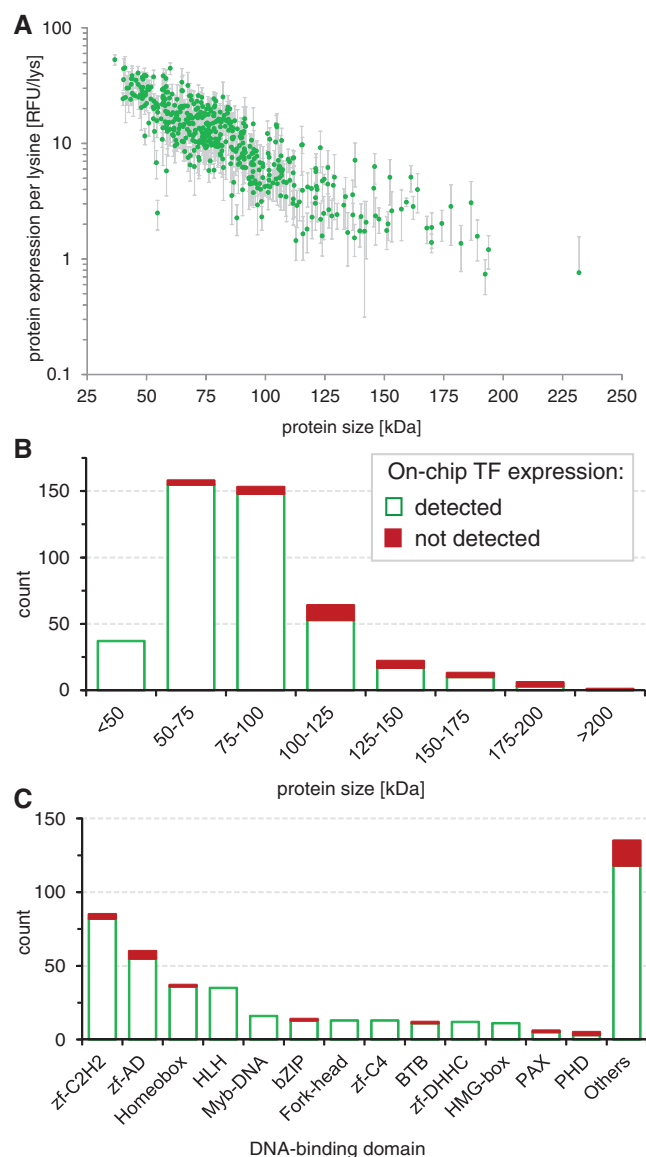 A
protein expression per lysine [RFU/lys]
100
10
1
0.1
25 50 75 100 125 150 175 200 225 250
protein size [kDa]
B
count
150
100
50
0
On-chip TF expression:
detected
not detected
<50 50-75 75-100 100-125 125-150 150-175 175-200 >200
protein size [kDa]
C
count
150
100
50
0
zf-C2H2 zf-AD Homeobox HLH Myb-DNA bZIP Fork-head zf-C4 BTB zf-DHHC HMG-box PAX PHD Others
DNA-binding domain